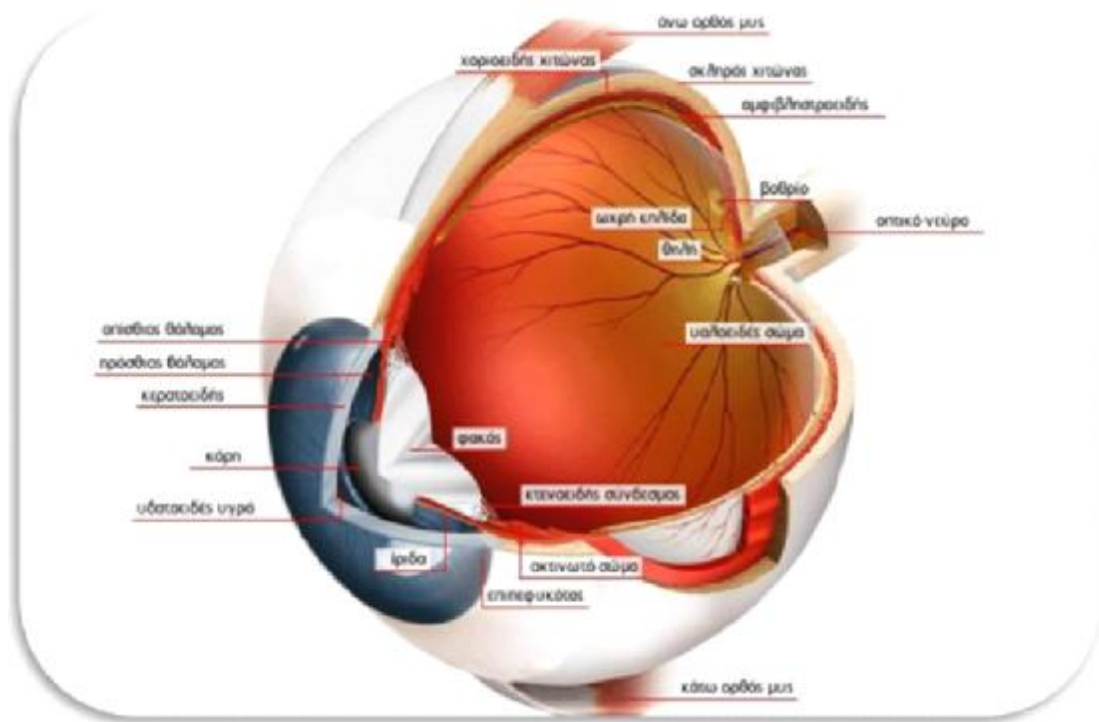 άνω ορθός μυς
χοριοειδής χιτώνας
σκληρός χιτώνας
αμφιβληστροειδής
βοθρίο
ωχρή κηλίδα
οπτικό νεύρο
θηλή
οπίσθιος θάλαμος
υαλοειδές σώμα
πρόσθιος θάλαμος
κερατοειδής
φακός
κόρη
κτενοειδής σύνδεσμος
υδατοειδές υγρό
ίριδα
ακτινωτό σώμα
επιπεφυκότας
κάτω ορθός μυς